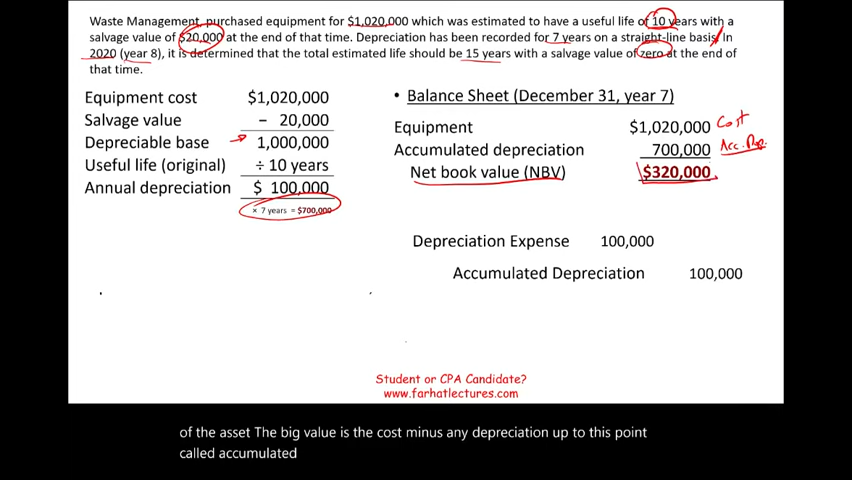 Waste Management, purchased equipment for $1,020,000 which was estimated to have a useful life of 10 years with a
salvage value of $20,000 at the end of that time. Depreciation has been recorded for 7 years on a straight-line basis. In
2020 (year 8), it is determined that the total estimated life should be 15 years with a salvage value of zero at the end of
that time.
Equipment cost $1,020,000
Salvage value – 20,000
Depreciable base 1,000,000
Useful life (original) ÷ 10 years
Annual depreciation $ 100,000
× 7 years = $700,000
• Balance Sheet (December 31, year 7)
Equipment $1,020,000 Cost
Accumulated depreciation 700,000 Acc. Dep.
Net book value (NBV) $320,000
Depreciation Expense 100,000
Accumulated Depreciation 100,000
Student or CPA Candidate?
www.farhatlectures.com
of the asset The big value is the cost minus any depreciation up to this point
called accumulated